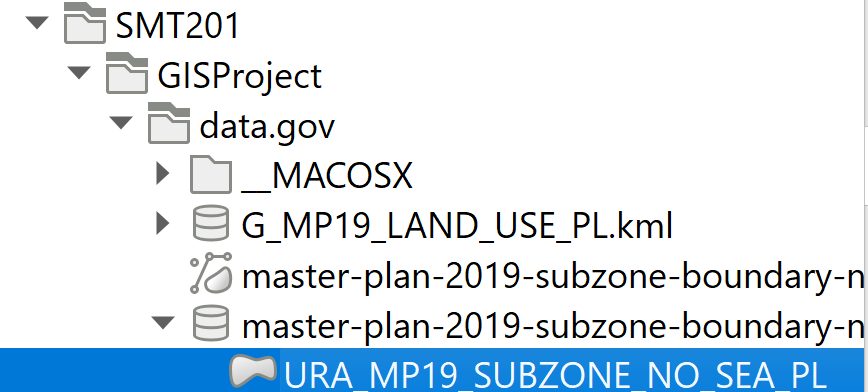 SMT201
GISProject
data.gov
__MACOSX
G_MP19_LAND_USE_PL.kml
master-plan-2019-subzone-boundary-n
master-plan-2019-subzone-boundary-n
URA_MP19_SUBZONE_NO_SEA_PL